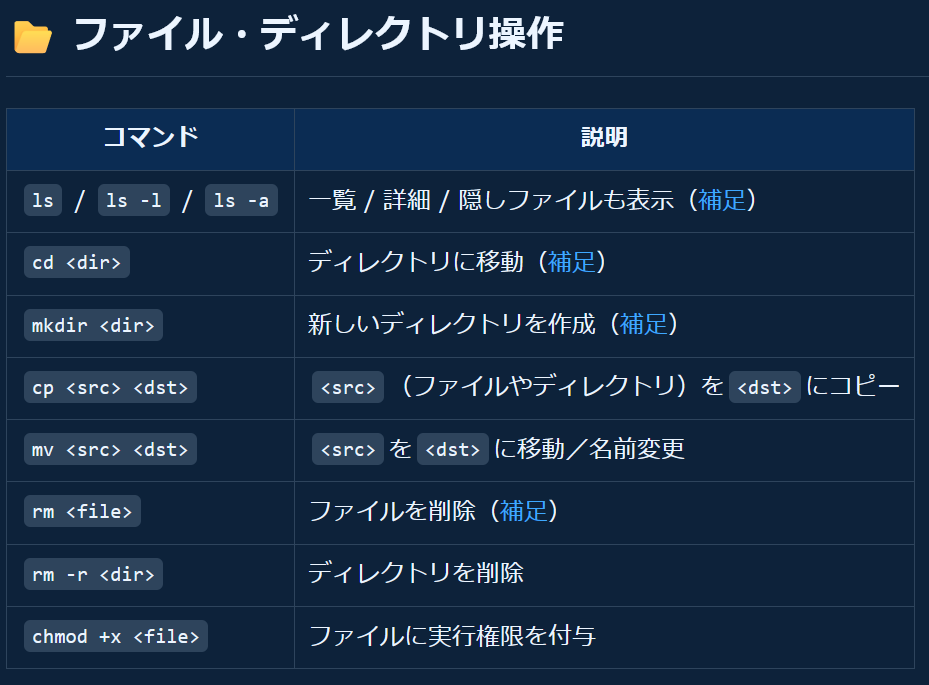 ファイル・ディレクトリ操作
コマンド 説明
ls / ls -l / ls -a 一覧 / 詳細 / 隠しファイルも表示（補足）
cd <dir> ディレクトリに移動（補足）
mkdir <dir> 新しいディレクトリを作成（補足）
cp <src> <dst> <src> （ファイルやディレクトリ）を <dst> にコピー
mv <src> <dst> <src> を <dst> に移動／名前変更
rm <file> ファイルを削除（補足）
rm -r <dir> ディレクトリを削除
chmod +x <file> ファイルに実行権限を付与